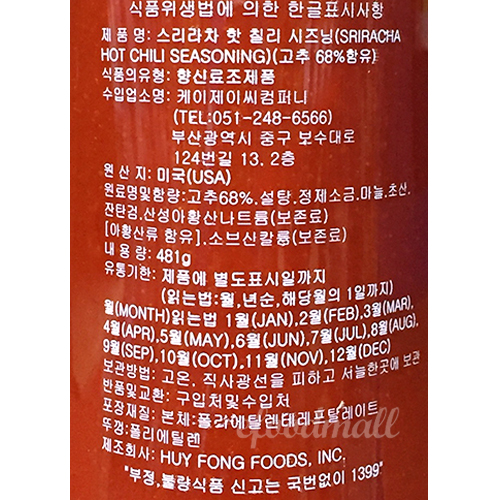 식품위생법에 의한 한글표시사항
제 품 명: 스리라차 핫 칠리 시즈닝(SRIRACHA
HOT CHILI SEASONING)(고추 68%함유)
식품의유형: 향신료조제품
수입업소명: 케이제이씨컴퍼니
(TEL:051-248-6566)
부산광역시 중구 보수대로
124번길 13. 2층
원 산 지: 미국(USA)
원료명및함량:고추68%.설탕.정제소금.마늘.초산.
잔탄검.산성아황산나트륨(보존료)
[아황산류 함유].소브산칼륨(보존료)
내 용 량: 481g
유통기한: 제품에 별도표시일까지
(읽는법:월,년순,해당월의 1일까지)
월(MONTH)읽는법 1월(JAN),2월(FEB).3월(MAR),
4월(APR),5월(MAY),6월(JUN),7월(JUL),8월(AUG),
9월(SEP),10월(OCT),11월(NOV),12월(DEC)
보관방법: 고온, 직사광선을 피하고 서늘한곳에 보관
반품및교환: 구입처및수입처
포장재질: 본체:폴리에틸렌테레프탈레이트
뚜껑:폴리에틸렌
제조회사: HUY FONG FOODS, INC.
"부정,불량식품 신고는 국번없이 1399"